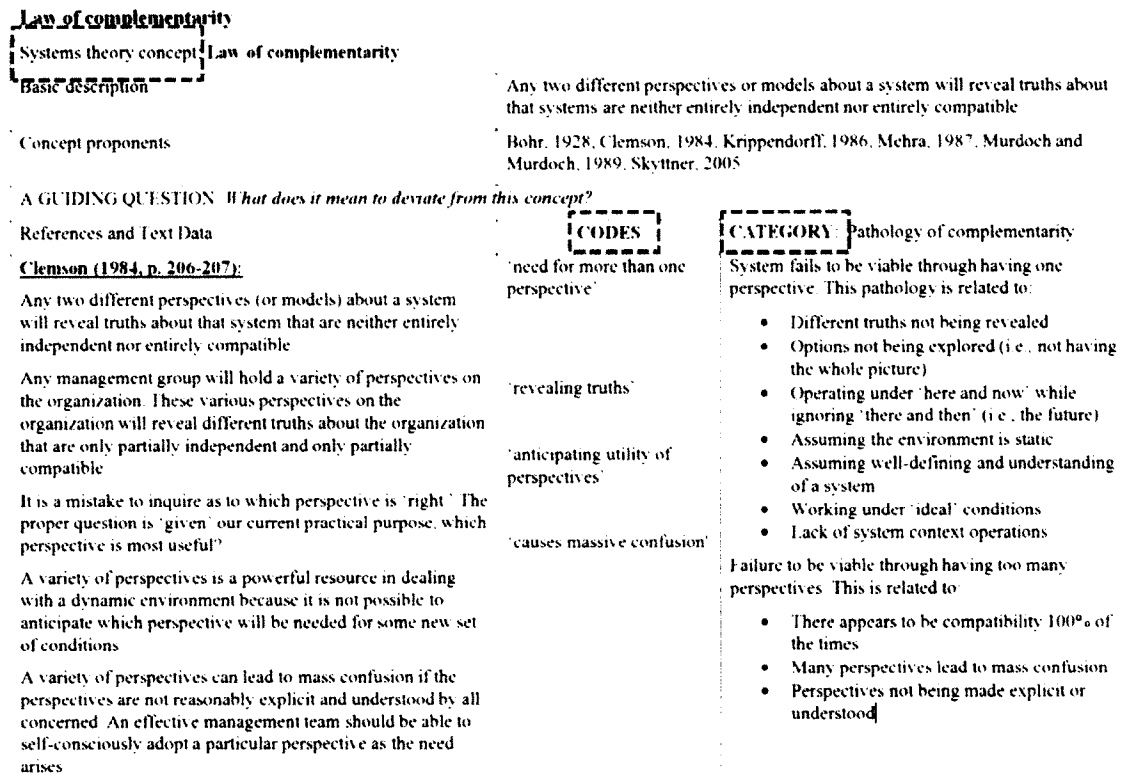 Law of complementarity
Systems theory concept: Law of complementarity
Basic description
Any two different perspectives or models about a system will reveal truths about
that systems are neither entirely independent nor entirely compatible
Concept proponents
Bohr, 1928, Clemson, 1984, Krippendorff, 1986, Mehra, 1987, Murdoch and
Murdoch, 1989, Skyttner, 2005
A GUIDING QUESTION What does it mean to deviate from this concept?
References and Text Data
Clemson (1984, p. 206-207):
Any two different perspectives (or models) about a system
will reveal truths about that system that are neither entirely
independent nor entirely compatible
Any management group will hold a variety of perspectives on
the organization. These various perspectives on the
organization will reveal different truths about the organization
that are only partially independent and only partially
compatible
It is a mistake to inquire as to which perspective is 'right.' The
proper question is 'given' our current practical purpose, which
perspective is most useful?
A variety of perspectives is a powerful resource in dealing
with a dynamic environment because it is not possible to
anticipate which perspective will be needed for some new set
of conditions
A variety of perspectives can lead to mass confusion if the
perspectives are not reasonably explicit and understood by all
concerned. An effective management team should be able to
self-consciously adopt a particular perspective as the need
arises
CODES
'need for more than one
perspective'
'revealing truths'
'anticipating utility of
perspectives'
'causes massive confusion'
CATEGORY: Pathology of complementarity
System fails to be viable through having one
perspective. This pathology is related to:
• Different truths not being revealed
• Options not being explored (i.e., not having
the whole picture)
• Operating under 'here and now' while
ignoring 'there and then' (i.e., the future)
• Assuming the environment is static
• Assuming well-defining and understanding
of a system
• Working under 'ideal' conditions
• Lack of system context operations
Failure to be viable through having too many
perspectives. This is related to
• There appears to be compatibility 100% of
the times
• Many perspectives lead to mass confusion
• Perspectives not being made explicit or
understood